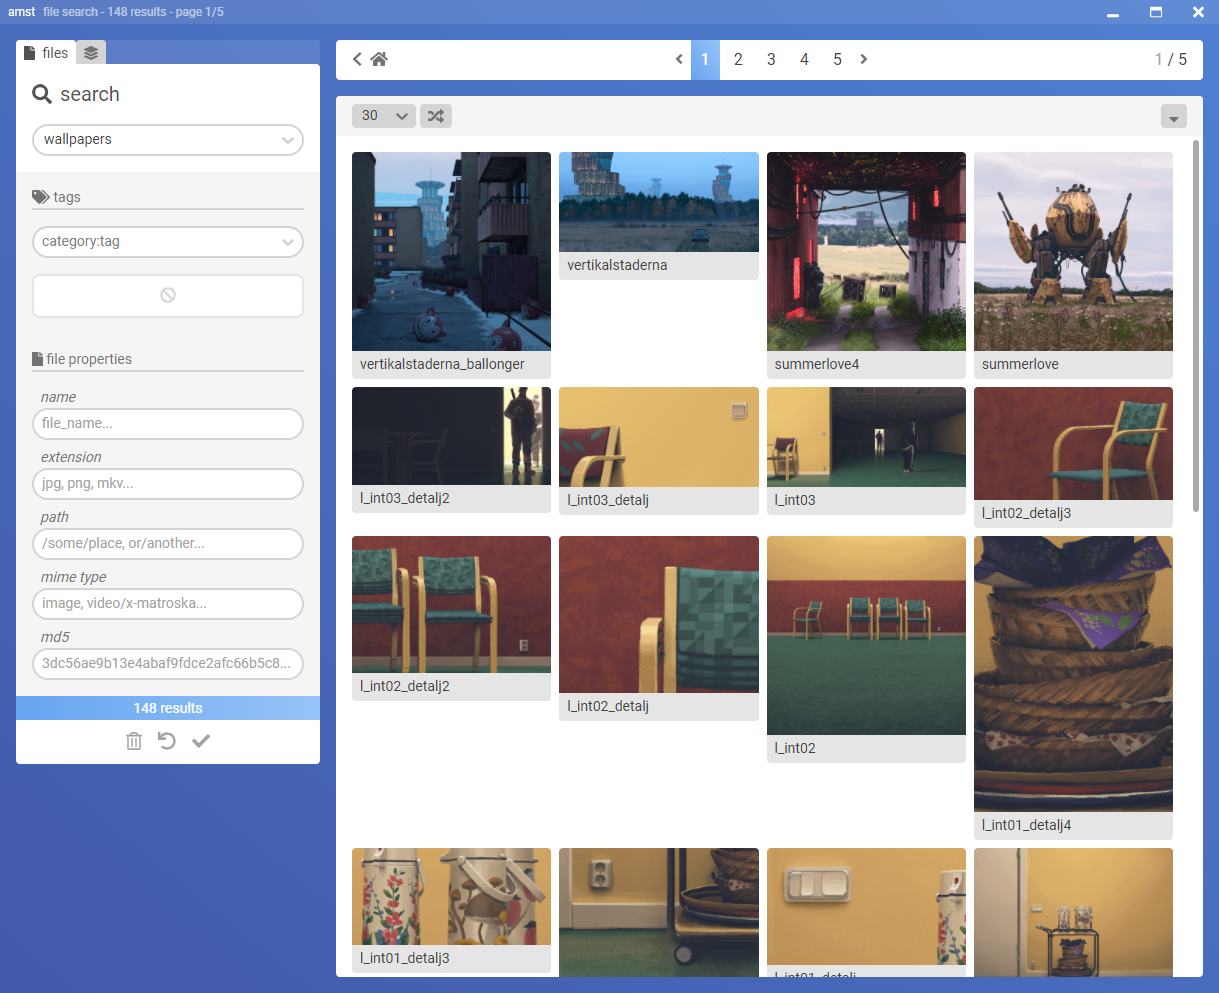 amst file search - 148 results - page 1/5
files
search
wallpapers
tags
category:tag
file properties
name
file_name...
extension
jpg, png, mkv...
path
/some/place, or/another...
mime type
image, video/x-matroska...
md5
3dc56ae9b13e4abaf9fdce2afc66b5c8...
148 results
1 2 3 4 5
1 / 5
30
vertikalstaderna_ballonger
vertikalstaderna
summerlove4
summerlove
l_int03_detalj2
l_int03_detalj
l_int03
l_int02_detalj3
l_int02_detalj2
l_int02_detalj
l_int02
l_int01_detalj4
l_int01_detalj3
l_int01_detalj